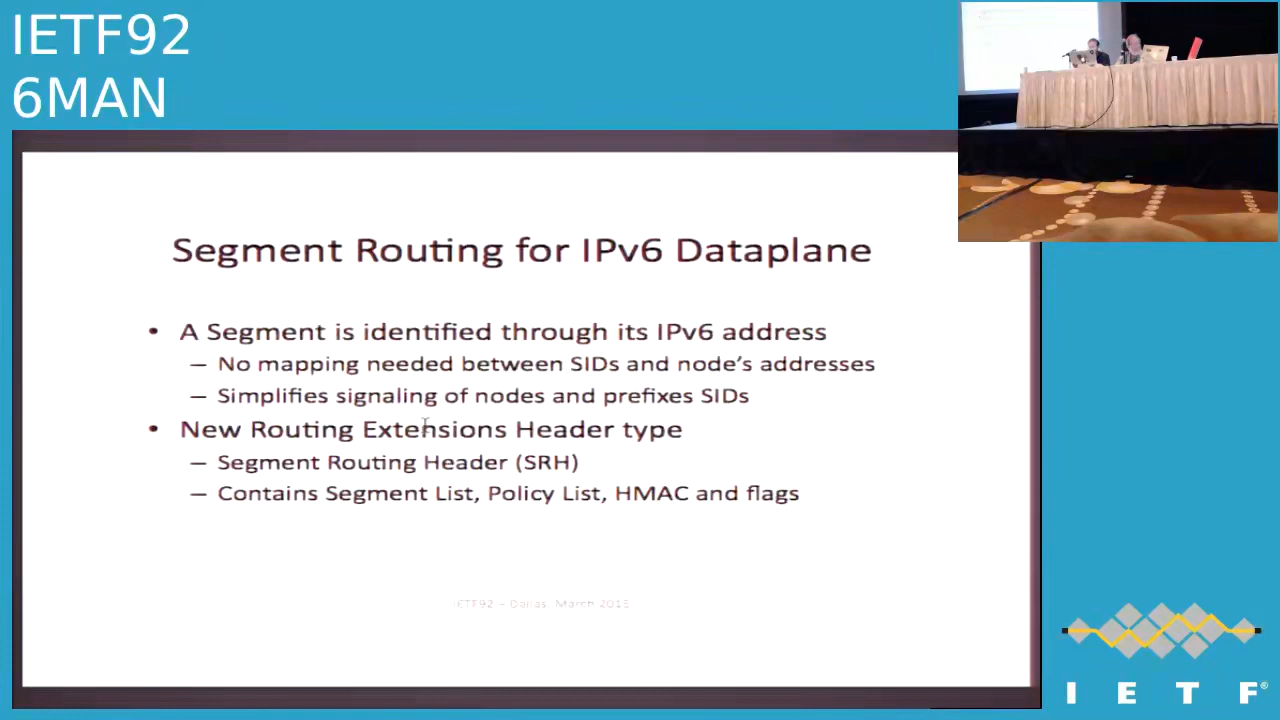 IETF92
6MAN
Segment Routing for IPv6 Dataplane
• A Segment is identified through its IPv6 address
– No mapping needed between SIDs and node's addresses
– Simplifies signaling of nodes and prefixes SIDs
• New Routing Extensions Header type
– Segment Routing Header (SRH)
– Contains Segment List, Policy List, HMAC and flags
IETF92 – Dallas, March 2015
I E T F®